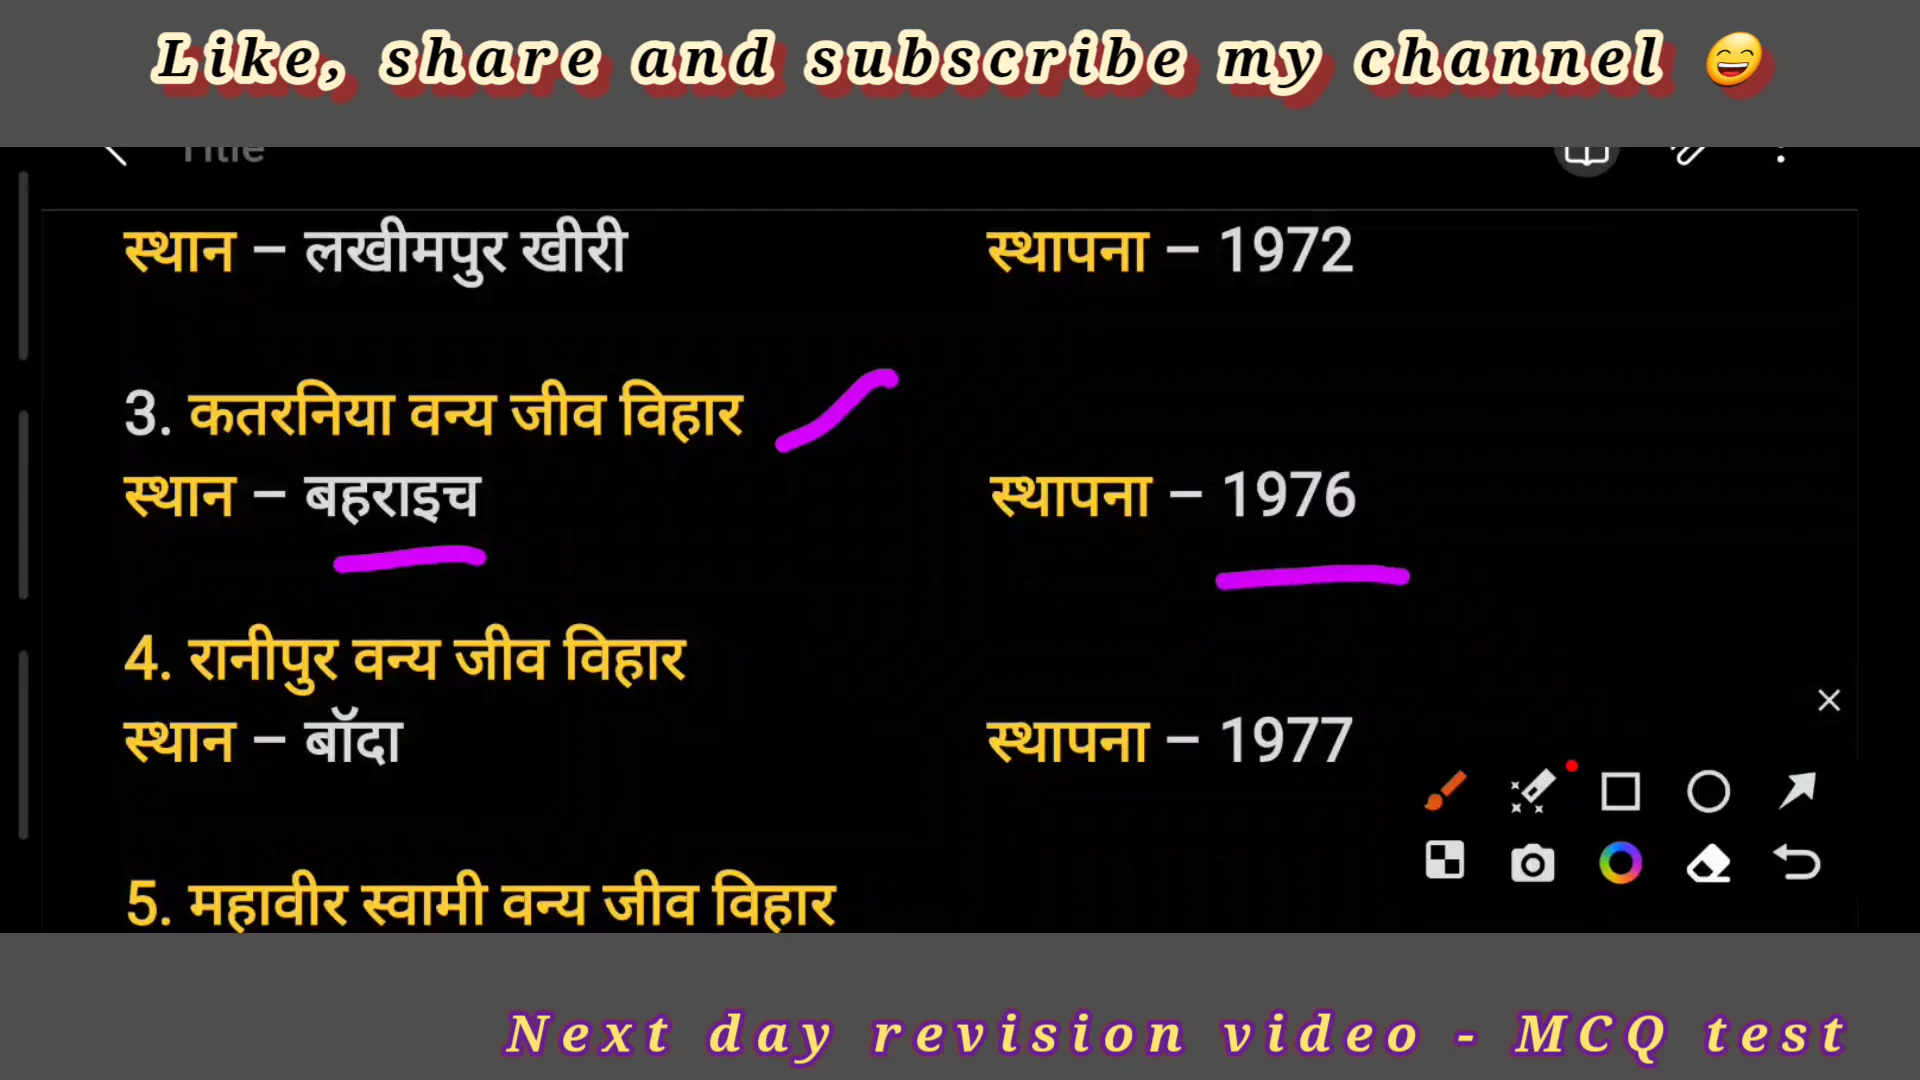 Like, share and subscribe my channel 😄
Title
स्थान – लखीमपुर खीरी
स्थापना – 1972
3. कतरनिया वन्य जीव विहार
स्थान – बहराइच
स्थापना – 1976
4. रानीपुर वन्य जीव विहार
स्थान – बॉदा
स्थापना – 1977
5. महावीर स्वामी वन्य जीव विहार
Next day revision video - MCQ test